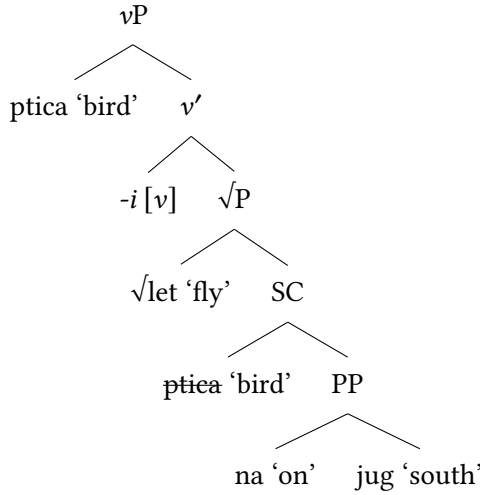 vP
ptica ‘bird’ v′
-i [v] √P
√let ‘fly’ SC
ptica ‘bird’ PP
na ‘on’ jug ‘south’